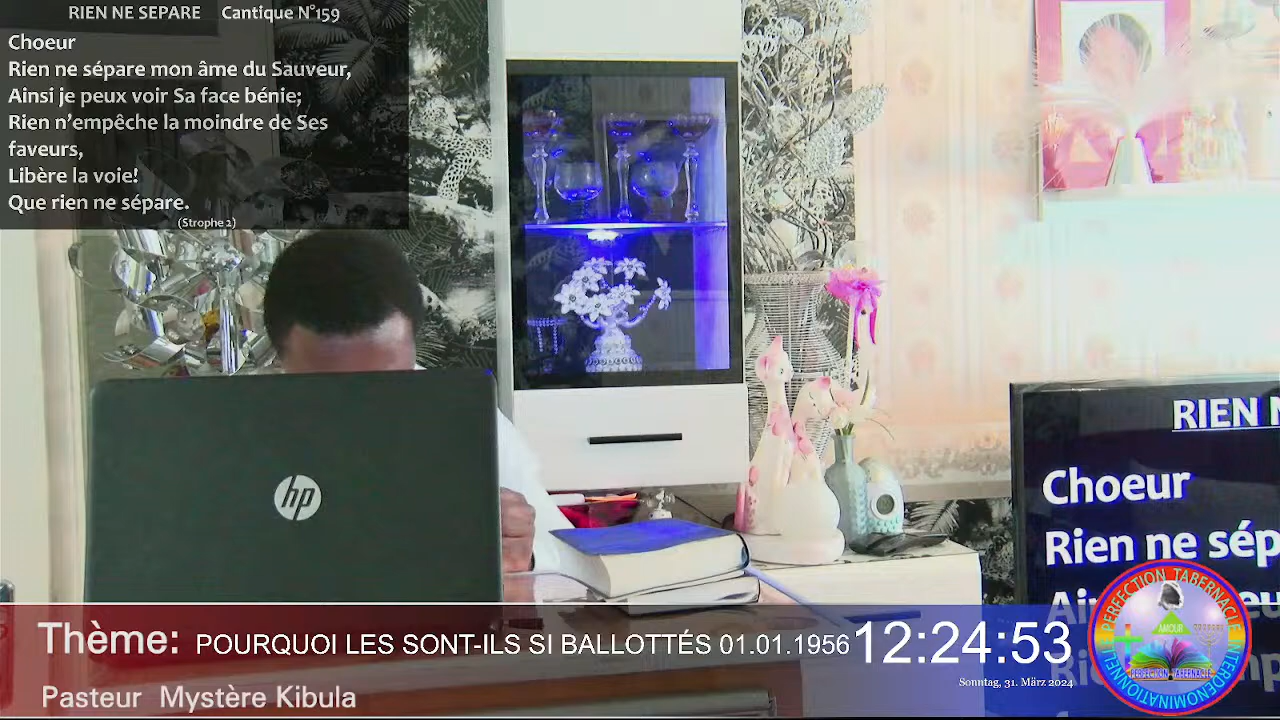 RIEN NE SEPARE Cantique N°159
Choeur
Rien ne sépare mon âme du Sauveur,
Ainsi je peux voir Sa face bénie;
Rien n'empêche la moindre de Ses
faveurs,
Libère la voie!
Que rien ne sépare.
(Strophe 2)
hp
RIEN
Choeur
Rien ne sép
Thème: POURQUOI LES SONT-ILS SI BALLOTTÉS 01.01.1956 12:24:53
Sonntag, 31. März 2024
Pasteur Mystère Kibula
PERFECTION TABERNACLE INTERDENOMINATIONNEL
AMOUR
PERFECTION TABERNACLE